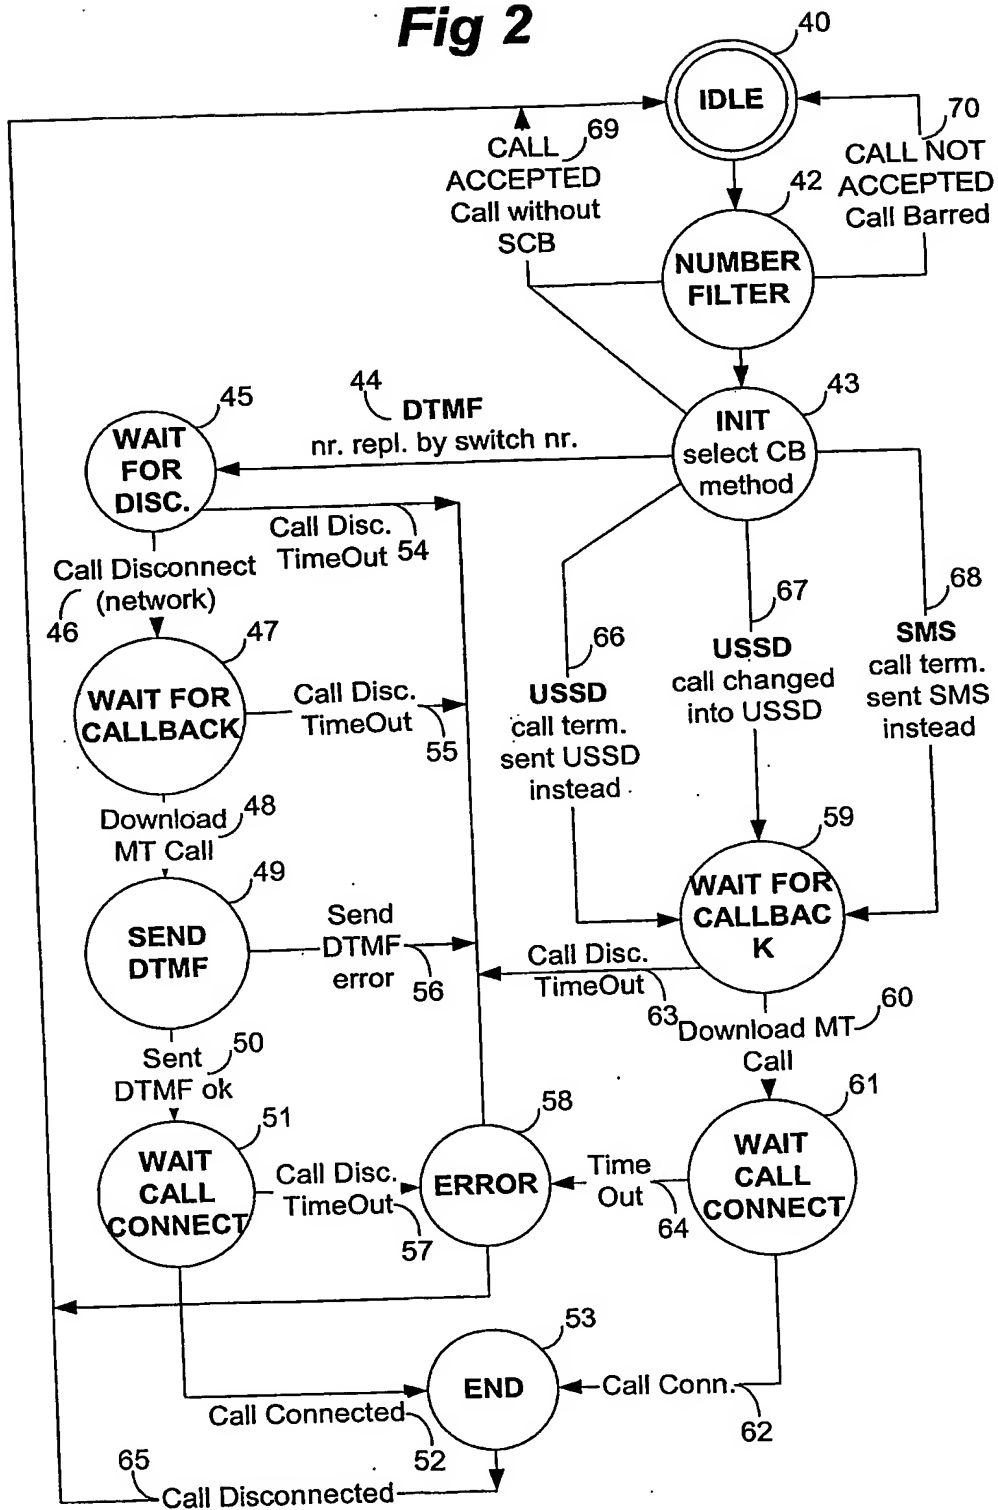 Fig 2
40
IDLE
69
70
CALL
ACCEPTED
Call without
SCB
CALL NOT
ACCEPTED
Call Barred
42
NUMBER
FILTER
43
INIT
select CB
method
44
DTMF
nr. repl. by switch nr.
45
WAIT
FOR
DISC.
Call Disc.
TimeOut 54
Call Disconnect
(network)
46
47
WAIT FOR
CALLBACK
Call Disc.
TimeOut
55
66
USSD
call term.
sent USSD
instead
67
USSD
call changed
into USSD
68
SMS
call term.
sent SMS
instead
Download
MT Call
48
49
SEND
DTMF
Send
DTMF
error
56
59
WAIT FOR
CALLBAC
K
Call Disc.
TimeOut
63
Download MT
Call
60
Sent
DTMF ok
50
51
WAIT
CALL
CONNECT
Call Disc.
TimeOut
57
58
ERROR
Time
Out
64
61
WAIT
CALL
CONNECT
53
END
Call Connected
52
Call Conn.
62
65
Call Disconnected